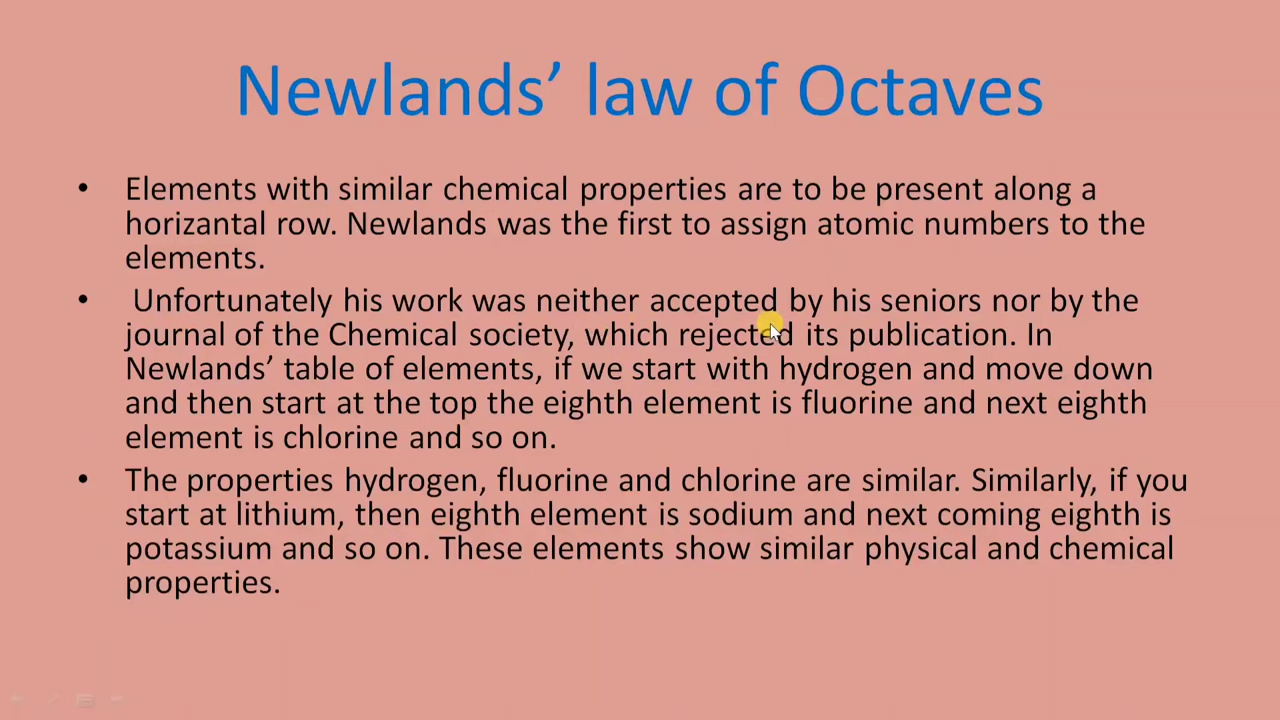 Newlands’ law of Octaves
• Elements with similar chemical properties are to be present along a
horizantal row. Newlands was the first to assign atomic numbers to the
elements.
• Unfortunately his work was neither accepted by his seniors nor by the
journal of the Chemical society, which rejected its publication. In
Newlands’ table of elements, if we start with hydrogen and move down
and then start at the top the eighth element is fluorine and next eighth
element is chlorine and so on.
• The properties hydrogen, fluorine and chlorine are similar. Similarly, if you
start at lithium, then eighth element is sodium and next coming eighth is
potassium and so on. These elements show similar physical and chemical
properties.